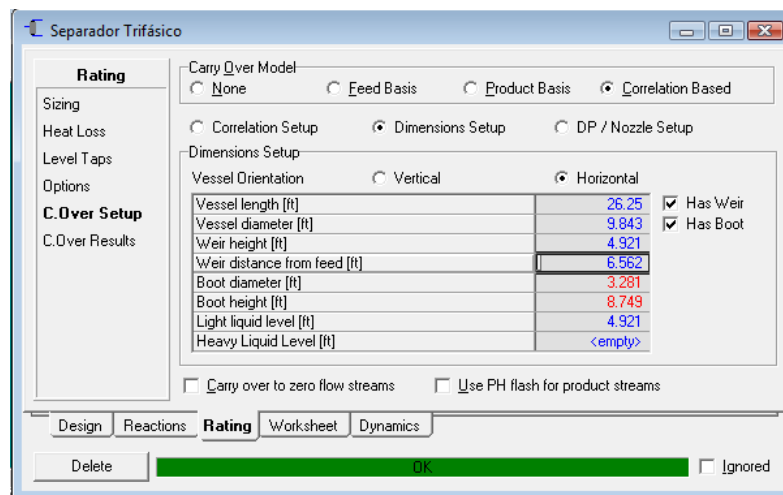 Separador Trifásico
Rating
Sizing
Heat Loss
Level Taps
Options
C.Over Setup
C.Over Results
Carry Over Model
None Feed Basis Product Basis Correlation Based
Correlation Setup Dimensions Setup DP / Nozzle Setup
Dimensions Setup
Vessel Orientation Vertical Horizontal
Vessel length [ft] 26.25 Has Weir
Vessel diameter [ft] 9.843 Has Boot
Weir height [ft] 4.921
Weir distance from feed [ft] 6.562
Boot diameter [ft] 3.281
Boot height [ft] 8.749
Light liquid level [ft] 4.921
Heavy Liquid Level [ft] <empty>
Carry over to zero flow streams Use PH flash for product streams
Design Reactions Rating Worksheet Dynamics
Delete OK Ignored